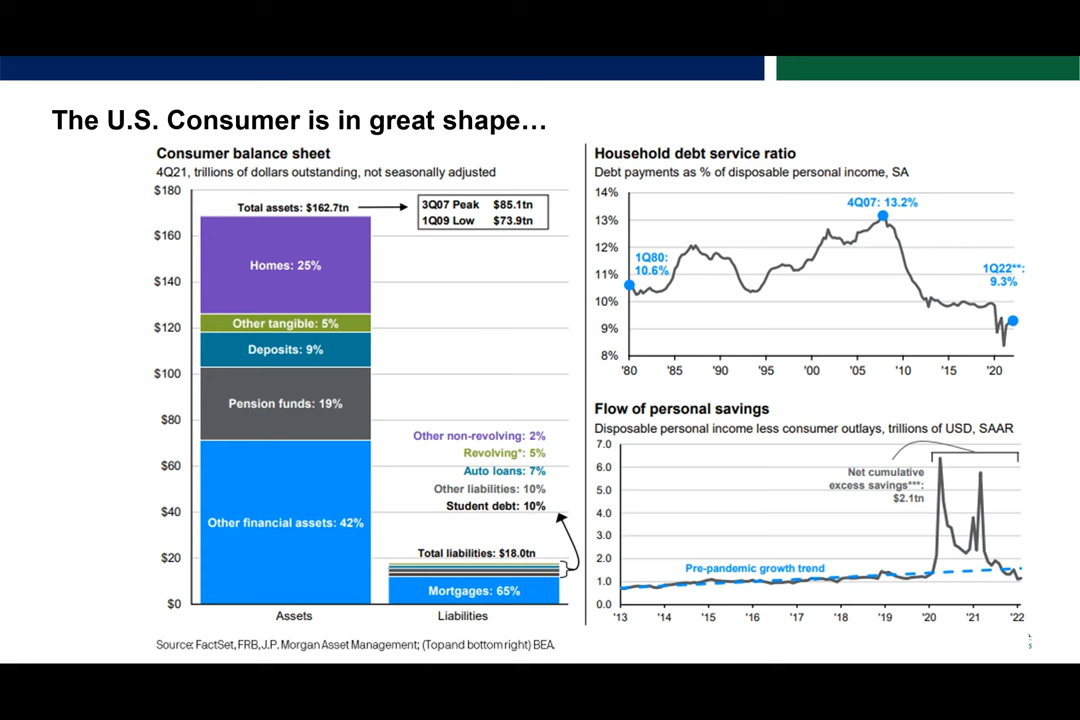 The U.S. Consumer is in great shape…
Consumer balance sheet
4Q21, trillions of dollars outstanding, not seasonally adjusted
$180
$160
$140
$120
$100
$80
$60
$40
$20
$0
Total assets: $162.7tn
3Q07 Peak $85.1tn
1Q09 Low $73.9tn
Homes: 25%
Other tangible: 5%
Deposits: 9%
Pension funds: 19%
Other financial assets: 42%
Other non-revolving: 2%
Revolving*: 5%
Auto loans: 7%
Other liabilities: 10%
Student debt: 10%
Total liabilities: $18.0tn
Mortgages: 65%
Assets Liabilities
Household debt service ratio
Debt payments as % of disposable personal income, SA
14%
13%
12%
11%
10%
9%
8%
1Q80:
10.6%
4Q07: 13.2%
1Q22**:
9.3%
'80 '85 '90 '95 '00 '05 '10 '15 '20
Flow of personal savings
Disposable personal income less consumer outlays, trillions of USD, SAAR
7.0
6.0
5.0
4.0
3.0
2.0
1.0
0.0
Net cumulative
excess savings***:
$2.1tn
Pre-pandemic growth trend
'13 '14 '15 '16 '17 '18 '19 '20 '21 '22
Source: FactSet, FRB, J.P. Morgan Asset Management; (Top and bottom right) BEA.